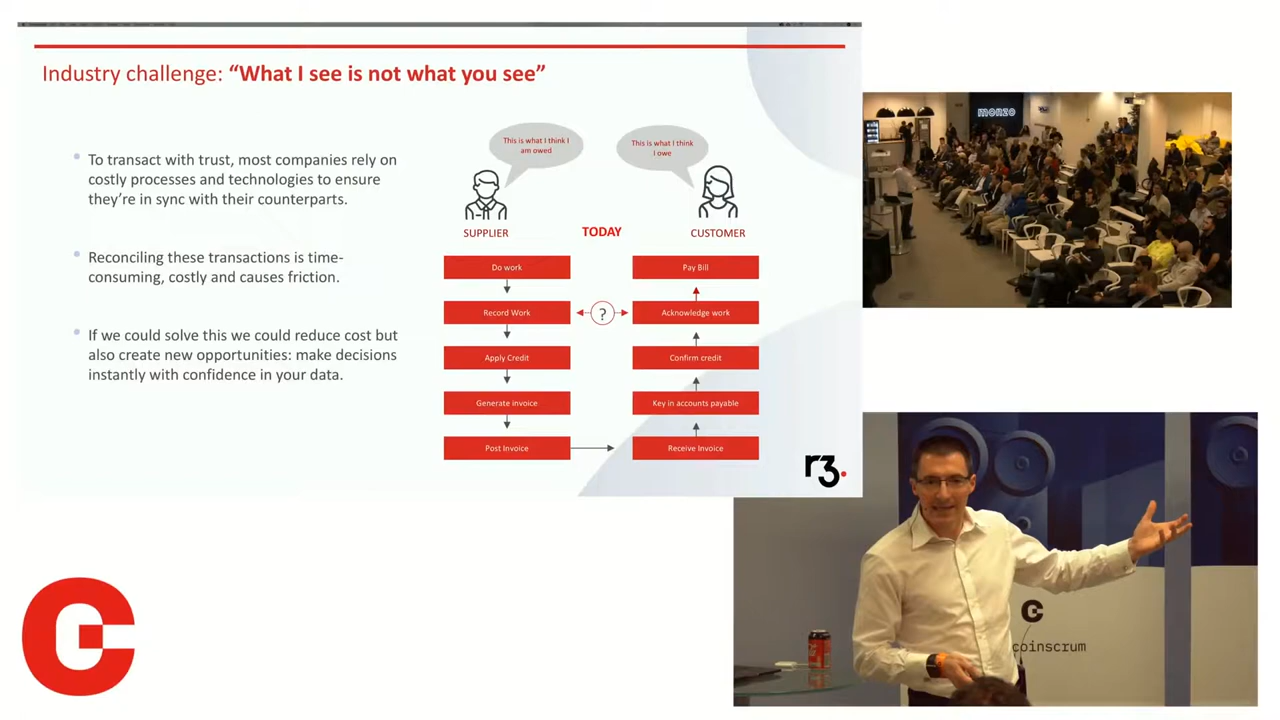 Industry challenge: “What I see is not what you see”
To transact with trust, most companies rely on
costly processes and technologies to ensure
they’re in sync with their counterparts.
Reconciling these transactions is time-
consuming, costly and causes friction.
If we could solve this we could reduce cost but
also create new opportunities: make decisions
instantly with confidence in your data.
This is what I think I
am owed
This is what I think
I owe
SUPPLIER
TODAY
CUSTOMER
Do work
Pay Bill
Record Work
?
Acknowledge work
Apply Credit
Confirm credit
Generate invoice
Key in accounts payable
Post Invoice
Receive Invoice
r3.
monzo
coinscrum